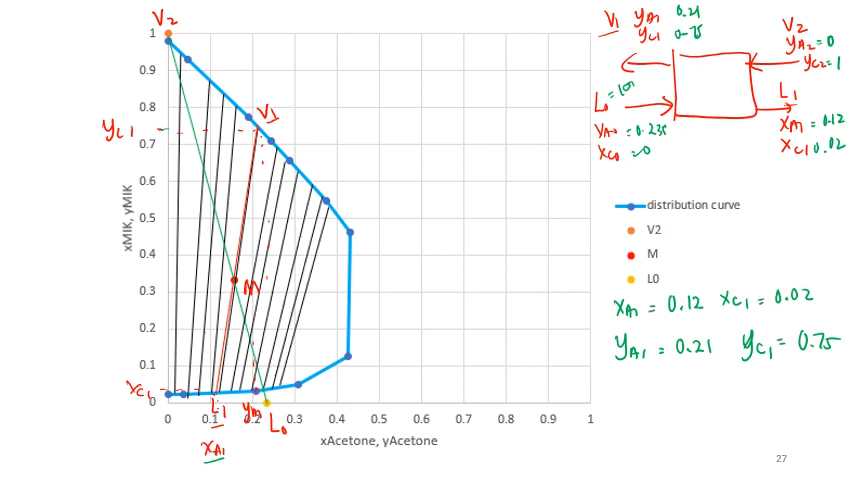 V2
1
0.9
0.8
0.7
0.6
0.5
0.4
0.3
0.2
0.1
0
yC1
xC1
V1
M
L1
yA1
L0
xA1
0 0.1 0.2 0.3 0.4 0.5 0.6 0.7 0.8 0.9 1
xMIK, yMIK
xAcetone, yAcetone
distribution curve
V2
M
L0
V1 yA1 0.21
yC1 0.75
V2
yA2 = 0
yC2 = 1
L0
xC0 = 0
L1
xA1 = 0.12
xC1 0.02
xA1 = 0.12 xC1 = 0.02
yA1 = 0.21 yC1 = 0.75
27